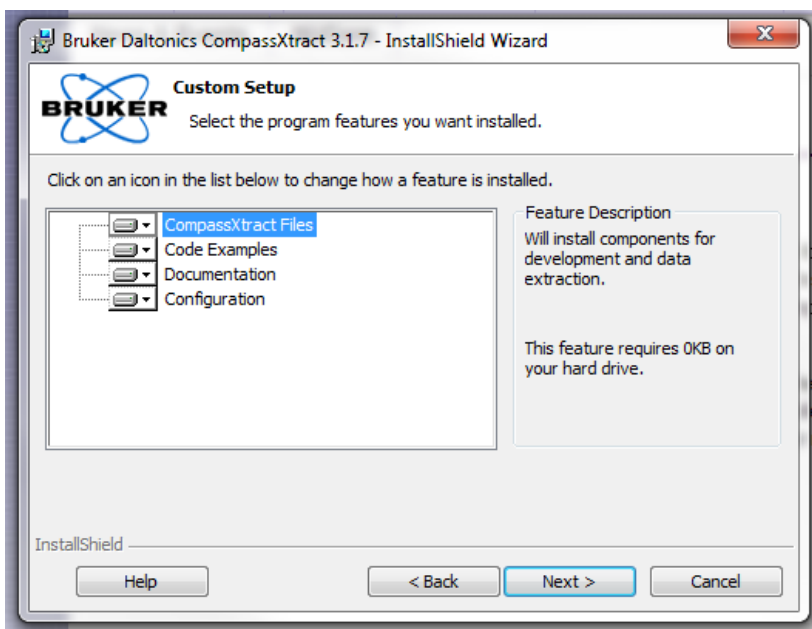 Bruker Daltonics CompassXtract 3.1.7 - InstallShield Wizard
BRUKER
Custom Setup
Select the program features you want installed.
Click on an icon in the list below to change how a feature is installed.
CompassXtract Files
Code Examples
Documentation
Configuration
Feature Description
Will install components for
development and data
extraction.
This feature requires 0KB on
your hard drive.
InstallShield
Help
< Back
Next >
Cancel